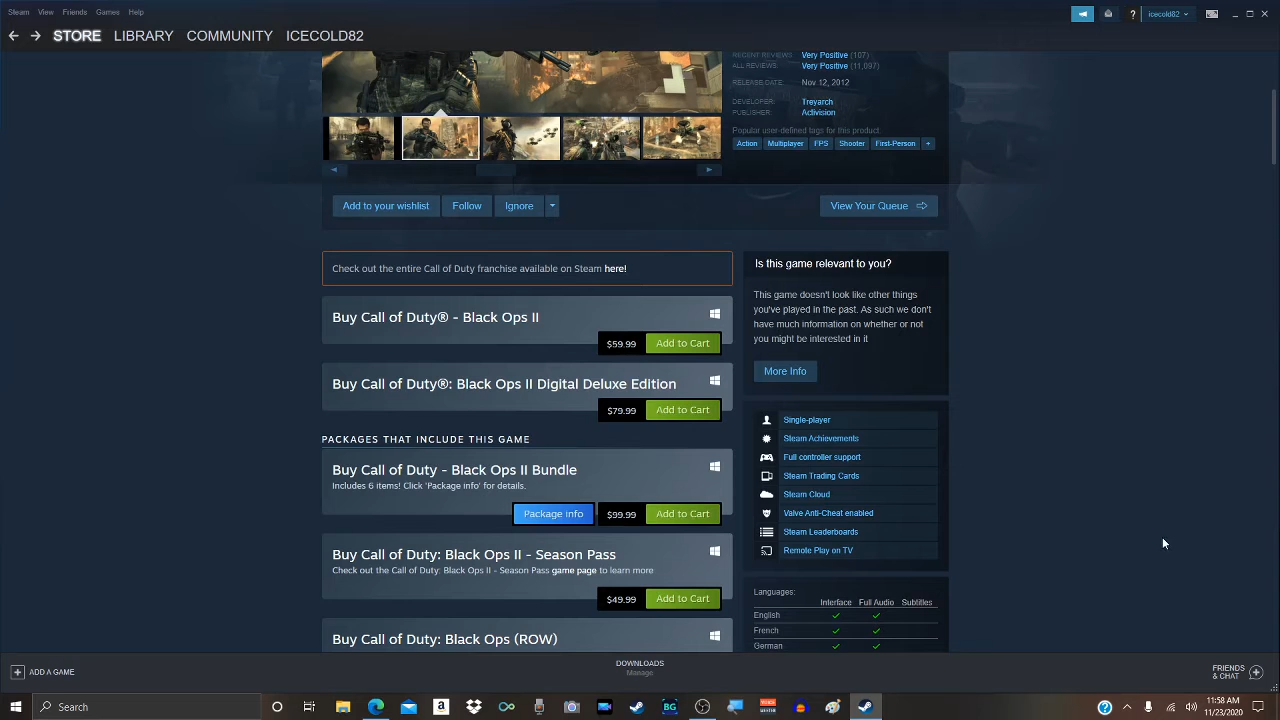 Steam View Friends Games Help
icecold82
STORE LIBRARY COMMUNITY ICECOLD82
RECENT REVIEWS: Very Positive (107)
ALL REVIEWS: Very Positive (11,097)
RELEASE DATE: Nov 12, 2012
DEVELOPER: Treyarch
PUBLISHER: Activision
Popular user-defined tags for this product
Action Multiplayer FPS Shooter First-Person +
Add to your wishlist Follow Ignore
View Your Queue
Check out the entire Call of Duty franchise available on Steam here!
Buy Call of Duty® - Black Ops II
$59.99 Add to Cart
Buy Call of Duty®: Black Ops II Digital Deluxe Edition
$79.99 Add to Cart
PACKAGES THAT INCLUDE THIS GAME
Buy Call of Duty - Black Ops II Bundle
Includes 6 items! Click 'Package info' for details.
Package info $99.99 Add to Cart
Buy Call of Duty: Black Ops II - Season Pass
Check out the Call of Duty: Black Ops II - Season Pass game page to learn more
$49.99 Add to Cart
Buy Call of Duty: Black Ops (ROW)
Is this game relevant to you?
This game doesn't look like other things
you've played in the past. As such we don't
have much information on whether or not
you might be interested in it
More Info
Single-player
Steam Achievements
Full controller support
Steam Trading Cards
Steam Cloud
Valve Anti-Cheat enabled
Steam Leaderboards
Remote Play on TV
Languages:
Interface Full Audio Subtitles
English
French
German
ADD A GAME
DOWNLOADS
Manage
FRIENDS
& CHAT
Search
BG
11:58 AM
11/23/2020